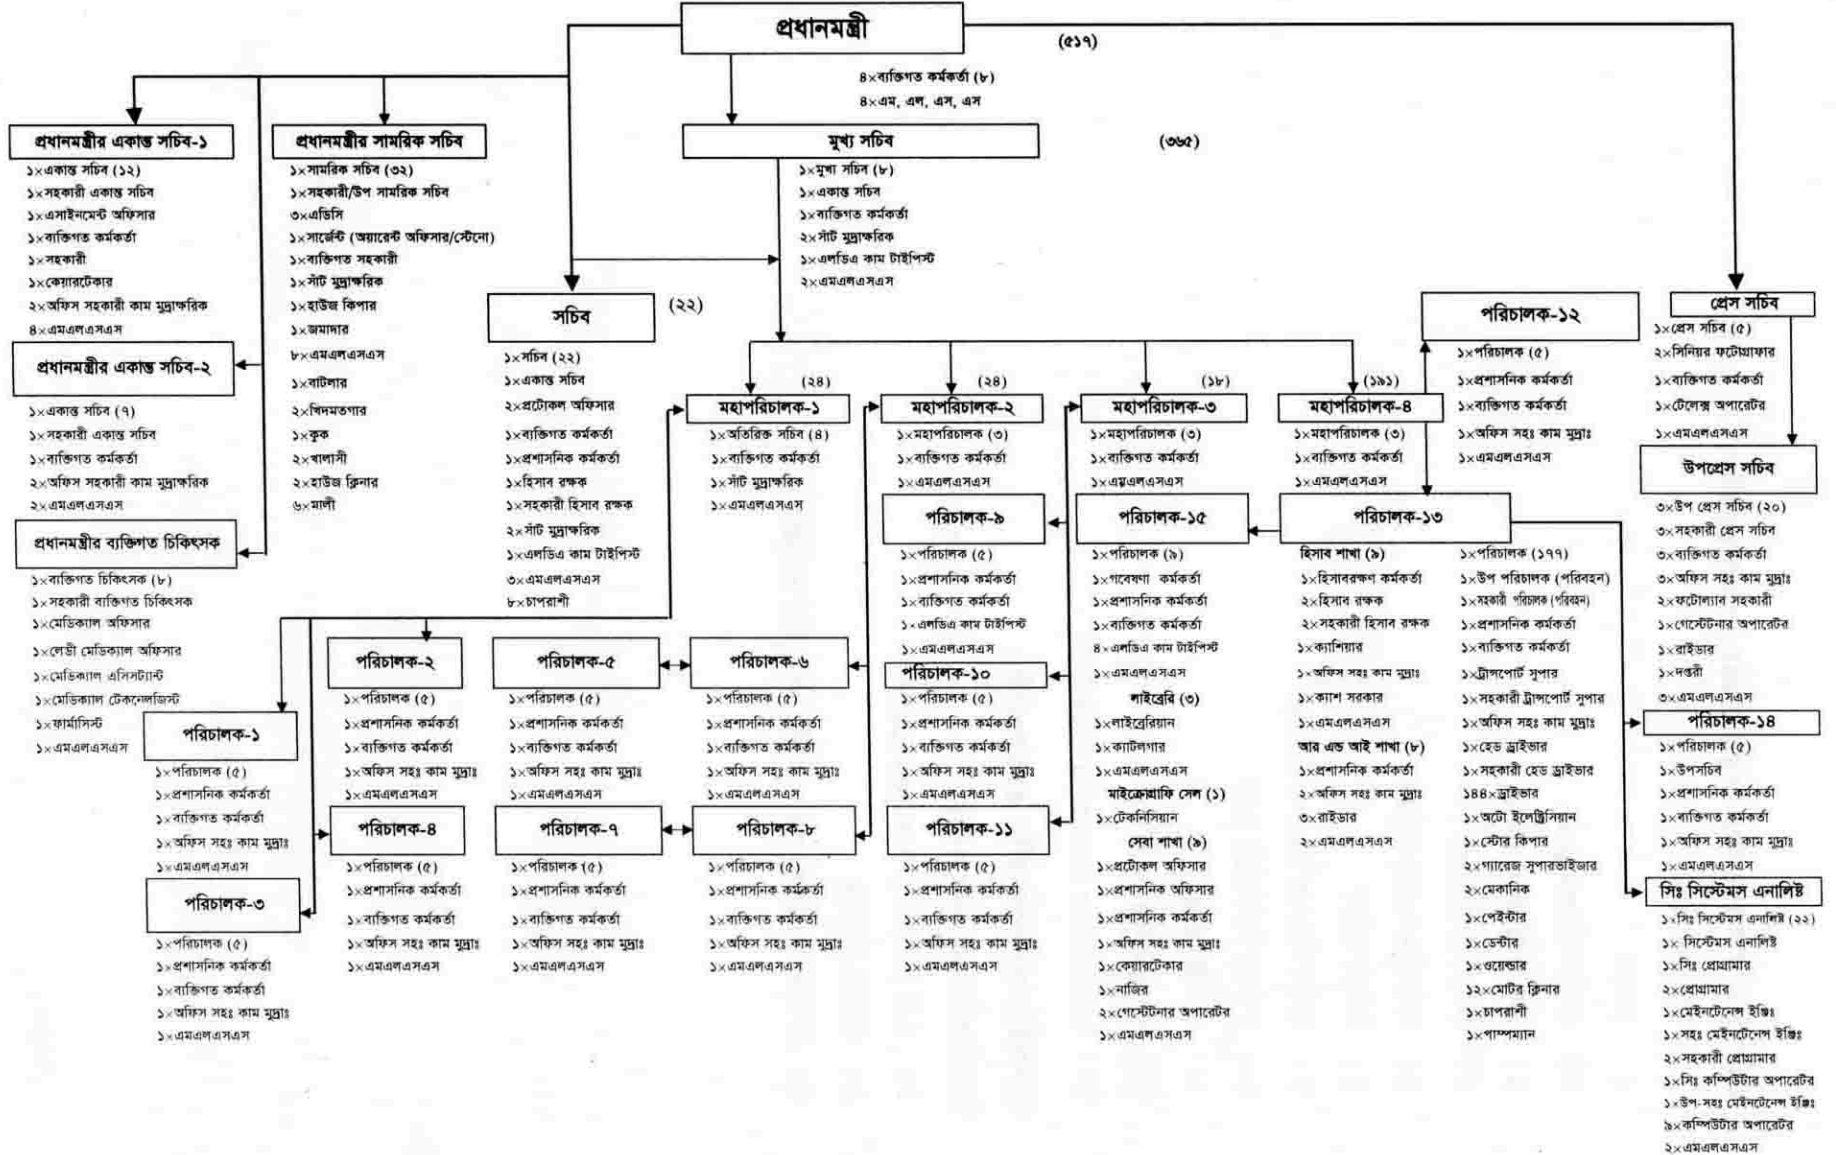 প্রধানমন্ত্রী
(৫১৭)
৪×ব্যক্তিগত কর্মকর্তা (৮)
৪×এম, এল, এস, এস
প্রধানমন্ত্রীর একান্ত সচিব-১
১×একান্ত সচিব (১২)
১×সহকারী একান্ত সচিব
১×এসাইনমেন্ট অফিসার
১×ব্যক্তিগত কর্মকর্তা
১×সহকারী
১×কেয়ারটেকার
২×অফিস সহকারী কাম মুদ্রাক্ষরিক
৪×এমএলএসএস
প্রধানমন্ত্রীর একান্ত সচিব-২
১×একান্ত সচিব (৭)
১×সহকারী একান্ত সচিব
১×ব্যক্তিগত কর্মকর্তা
২×অফিস সহকারী কাম মুদ্রাক্ষরিক
২×এমএলএসএস
প্রধানমন্ত্রীর ব্যক্তিগত চিকিৎসক
১×ব্যক্তিগত চিকিৎসক (৮)
১×সহকারী ব্যক্তিগত চিকিৎসক
১×মেডিক্যাল অফিসার
১×লেডী মেডিক্যাল অফিসার
১×মেডিক্যাল এসিসট্যান্ট
১×মেডিক্যাল টেকনেলজিস্ট
১×ফার্মাসিস্ট
১×এমএলএসএস
প্রধানমন্ত্রীর সামরিক সচিব
১×সামরিক সচিব (৩২)
১×সহকারী/উপ সামরিক সচিব
৩×এডিসি
১×সার্জেন্ট (অয়ারেন্ট অফিসার/স্টেনো)
১×ব্যক্তিগত সহকারী
১×সাঁট মুদ্রাক্ষরিক
১×হাউজ কিপার
১×জমাদার
৮×এমএলএসএস
১×বাটলার
২×খিদমতগার
১×কুক
২×খালাসী
২×হাউজ ক্লিনার
৬×মালী
মুখ্য সচিব
(৩৬৫)
১×মুখ্য সচিব (৮)
১×একান্ত সচিব
১×ব্যক্তিগত কর্মকর্তা
২×সাঁট মুদ্রাক্ষরিক
১×এলডিএ কাম টাইপিস্ট
২×এমএলএসএস
সচিব
(২২)
১×সচিব (২২)
১×একান্ত সচিব
২×প্রটোকল অফিসার
১×ব্যক্তিগত কর্মকর্তা
১×প্রশাসনিক কর্মকর্তা
১×হিসাব রক্ষক
১×সহকারী হিসাব রক্ষক
২×সাঁট মুদ্রাক্ষরিক
১×এলডিএ কাম টাইপিস্ট
৩×এমএলএসএস
৮×চাপরাশী
(২৪)
মহাপরিচালক-১
১×অতিরিক্ত সচিব (৪)
১×ব্যক্তিগত কর্মকর্তা
১×সাঁট মুদ্রাক্ষরিক
১×এমএলএসএস
(২৪)
মহাপরিচালক-২
১×মহাপরিচালক (৩)
১×ব্যক্তিগত কর্মকর্তা
১×এমএলএসএস
(১৮)
মহাপরিচালক-৩
১×মহাপরিচালক (৩)
১×ব্যক্তিগত কর্মকর্তা
১×এমএলএসএস
(১৯১)
মহাপরিচালক-৪
১×মহাপরিচালক (৩)
১×ব্যক্তিগত কর্মকর্তা
১×এমএলএসএস
পরিচালক-১২
১×পরিচালক (৫)
১×প্রশাসনিক কর্মকর্তা
১×ব্যক্তিগত কর্মকর্তা
১×অফিস সহঃ কাম মুদ্রাঃ
১×এমএলএসএস
প্রেস সচিব
১×প্রেস সচিব (৫)
২×সিনিয়র ফটোগ্রাফার
১×ব্যক্তিগত কর্মকর্তা
১×টেলেক্স অপারেটর
১×এমএলএসএস
উপপ্রেস সচিব
৩×উপ প্রেস সচিব (২০)
৩×সহকারী প্রেস সচিব
৩×ব্যক্তিগত কর্মকর্তা
৩×অফিস সহঃ কাম মুদ্রাঃ
২×ফটোল্যাব সহকারী
১×গেস্টেটনার অপারেটর
১×রাইডার
১×দপ্তরী
৩×এমএলএসএস
পরিচালক-১৪
১×পরিচালক (৫)
১×উপসচিব
১×প্রশাসনিক কর্মকর্তা
১×ব্যক্তিগত কর্মকর্তা
১×অফিস সহঃ কাম মুদ্রাঃ
১×এমএলএসএস
সিঃ সিস্টেমস এনালিষ্ট
১×সিঃ সিস্টেমস এনালিষ্ট (২২)
১× সিস্টেমস এনালিষ্ট
১×সিঃ প্রোগ্রামার
২×প্রোগ্রামার
১×মেইনটেনেন্স ইঞ্জিঃ
১×সহঃ মেইনটেনেন্স ইঞ্জিঃ
২×সহকারী প্রোগ্রামার
১×সিঃ কম্পিউটার অপারেটর
১×উপ-সহঃ মেইনটেনেন্স ইঞ্জিঃ
৯×কম্পিউটার অপারেটর
২×এমএলএসএস
পরিচালক-৯
১×পরিচালক (৫)
১×প্রশাসনিক কর্মকর্তা
১×ব্যক্তিগত কর্মকর্তা
১×এলডিএ কাম টাইপিস্ট
১×এমএলএসএস
পরিচালক-১০
১×পরিচালক (৫)
১×প্রশাসনিক কর্মকর্তা
১×ব্যক্তিগত কর্মকর্তা
১×অফিস সহঃ কাম মুদ্রাঃ
১×এমএলএসএস
পরিচালক-১১
১×পরিচালক (৫)
১×প্রশাসনিক কর্মকর্তা
১×ব্যক্তিগত কর্মকর্তা
১×অফিস সহঃ কাম মুদ্রাঃ
১×এমএলএসএস
পরিচালক-১৫
১×পরিচালক (৯)
১×গবেষণা কর্মকর্তা
১×প্রশাসনিক কর্মকর্তা
১×ব্যক্তিগত কর্মকর্তা
৪×এলডিএ কাম টাইপিস্ট
১×এমএলএসএস
লাইব্রেরি (৩)
১×লাইব্রেরিয়ান
১×ক্যাটলগার
১×এমএলএসএস
মাইক্রোগ্রাফি সেল (১)
১×টেকনিসিয়ান
সেবা শাখা (৯)
১×প্রটোকল অফিসার
১×প্রশাসনিক অফিসার
১×প্রশাসনিক কর্মকর্তা
১×অফিস সহঃ কাম মুদ্রাঃ
১×কেয়ারটেকার
১×নাজির
২×গেস্টেটনার অপারেটর
১×এমএলএসএস
পরিচালক-১৩
হিসাব শাখা (৯)
১×হিসাবরক্ষণ কর্মকর্তা
২×হিসাব রক্ষক
২×সহকারী হিসাব রক্ষক
১×ক্যাশিয়ার
১×অফিস সহঃ কাম মুদ্রাঃ
১×ক্যাশ সরকার
১×এমএলএসএস
আর এন্ড আই শাখা (৮)
১×প্রশাসনিক কর্মকর্তা
২×অফিস সহঃ কাম মুদ্রাঃ
৩×রাইডার
২×এমএলএসএস
১×পরিচালক (১৭৭)
১×উপ পরিচালক (পরিবহন)
১×সহকারী পরিচালক (পরিবহন)
১×প্রশাসনিক কর্মকর্তা
১×ব্যক্তিগত কর্মকর্তা
১×ট্রান্সপোর্ট সুপার
১×সহকারী ট্রান্সপোর্ট সুপার
১×অফিস সহঃ কাম মুদ্রাঃ
১×হেড ড্রাইভার
১×সহকারী হেড ড্রাইভার
১৪৪×ড্রাইভার
১×অটো ইলেক্ট্রিসিয়ান
১×স্টোর কিপার
২×গ্যারেজ সুপারভাইজার
২×মেকানিক
১×পেইন্টার
১×ডেন্টার
১×ওয়েল্ডার
১২×মোটর ক্লিনার
১×চাপরাশী
১×পাম্পম্যান
পরিচালক-২
১×পরিচালক (৫)
১×প্রশাসনিক কর্মকর্তা
১×ব্যক্তিগত কর্মকর্তা
১×অফিস সহঃ কাম মুদ্রাঃ
১×এমএলএসএস
পরিচালক-৫
১×পরিচালক (৫)
১×প্রশাসনিক কর্মকর্তা
১×ব্যক্তিগত কর্মকর্তা
১×অফিস সহঃ কাম মুদ্রাঃ
১×এমএলএসএস
পরিচালক-৬
১×পরিচালক (৫)
১×প্রশাসনিক কর্মকর্তা
১×ব্যক্তিগত কর্মকর্তা
১×অফিস সহঃ কাম মুদ্রাঃ
১×এমএলএসএস
পরিচালক-১
১×পরিচালক (৫)
১×প্রশাসনিক কর্মকর্তা
১×ব্যক্তিগত কর্মকর্তা
১×অফিস সহঃ কাম মুদ্রাঃ
১×এমএলএসএস
পরিচালক-৪
১×পরিচালক (৫)
১×প্রশাসনিক কর্মকর্তা
১×ব্যক্তিগত কর্মকর্তা
১×অফিস সহঃ কাম মুদ্রাঃ
১×এমএলএসএস
পরিচালক-৭
১×পরিচালক (৫)
১×প্রশাসনিক কর্মকর্তা
১×ব্যক্তিগত কর্মকর্তা
১×অফিস সহঃ কাম মুদ্রাঃ
১×এমএলএসএস
পরিচালক-৮
১×পরিচালক (৫)
১×প্রশাসনিক কর্মকর্তা
১×ব্যক্তিগত কর্মকর্তা
১×অফিস সহঃ কাম মুদ্রাঃ
১×এমএলএসএস
পরিচালক-৩
১×পরিচালক (৫)
১×প্রশাসনিক কর্মকর্তা
১×ব্যক্তিগত কর্মকর্তা
১×অফিস সহঃ কাম মুদ্রাঃ
১×এমএলএসএস